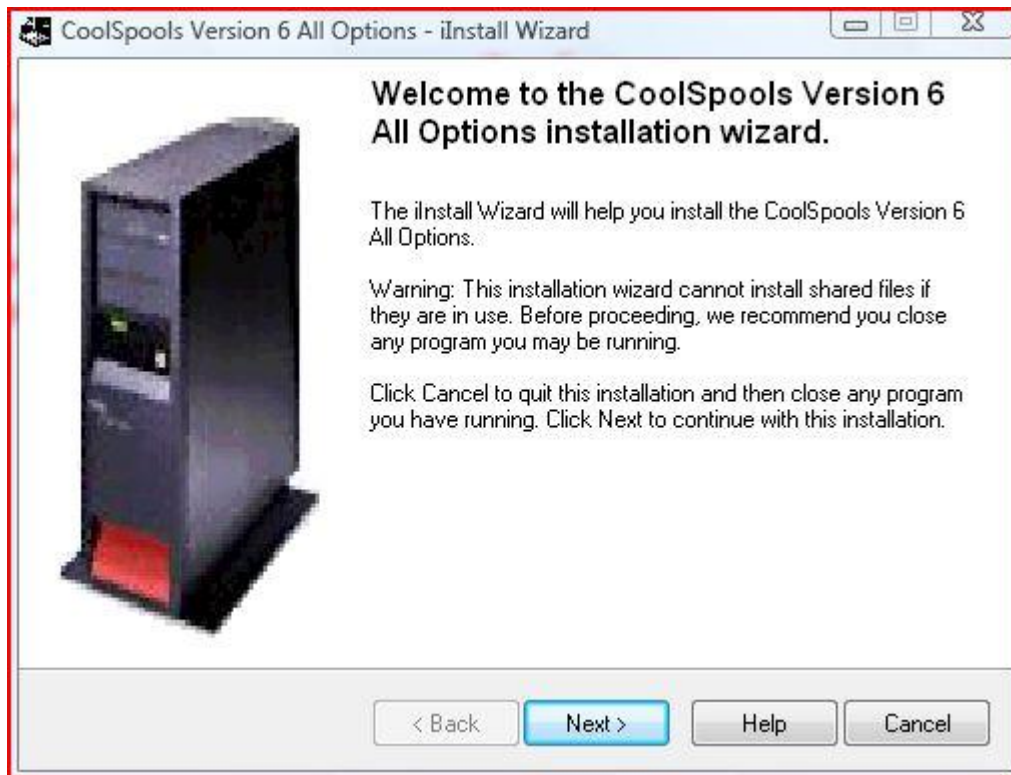 CoolSpools Version 6 All Options - iInstall Wizard
Welcome to the CoolSpools Version 6
All Options installation wizard.
The iInstall Wizard will help you install the CoolSpools Version 6
All Options.
Warning: This installation wizard cannot install shared files if
they are in use. Before proceeding, we recommend you close
any program you may be running.
Click Cancel to quit this installation and then close any program
you have running. Click Next to continue with this installation.
< Back
Next >
Help
Cancel